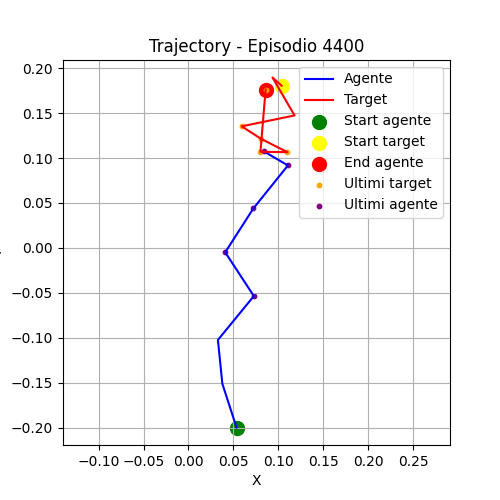 Trajectory - Episodio 4400
0.20
0.15
0.10
0.05
0.00
−0.05
−0.10
−0.15
−0.20
Agente
Target
Start agente
Start target
End agente
Ultimi target
Ultimi agente
−0.10 −0.05 0.00 0.05 0.10 0.15 0.20 0.25
X